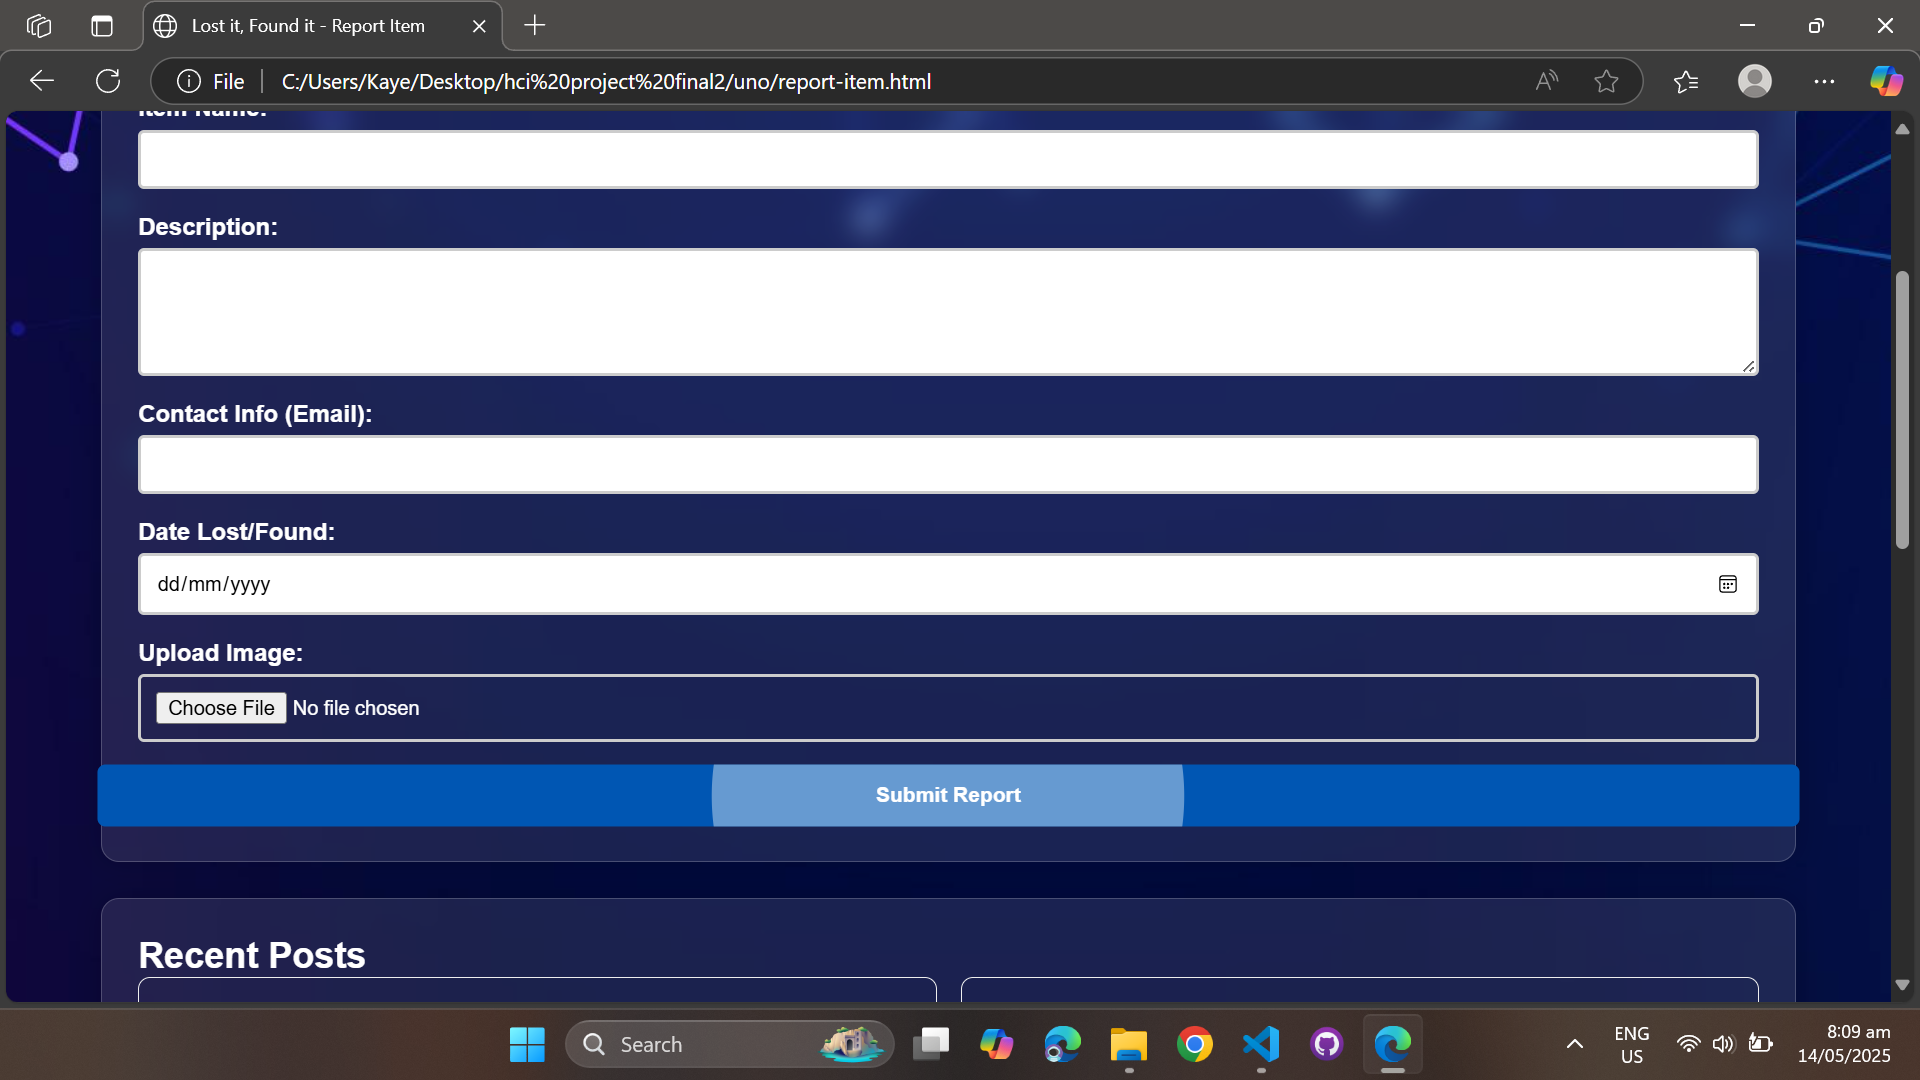 Lost it, Found it - Report Item
File
C:/Users/Kaye/Desktop/hci%20project%20final2/uno/report-item.html
Item Name:
Description:
Contact Info (Email):
Date Lost/Found:
dd/mm/yyyy
Upload Image:
Choose File No file chosen
Submit Report
Recent Posts
Search
ENG
US
8:09 am
14/05/2025